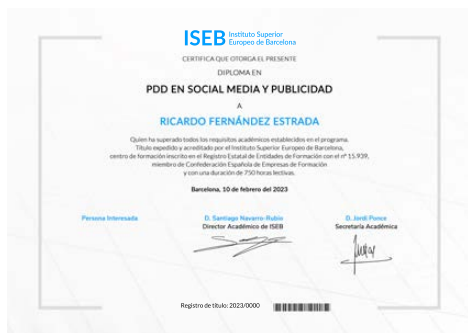 ISEB Instituto Superior
Europeo de Barcelona
CERTIFICA QUE OTORGA EL PRESENTE
DIPLOMA EN
PDD EN SOCIAL MEDIA Y PUBLICIDAD
A
RICARDO FERNÁNDEZ ESTRADA
Quien ha superado todos los requisitos académicos establecidos en el programa.
Título expedido y acreditado por el Instituto Superior Europeo de Barcelona,
centro de formación inscrito en el Registro Estatal de Entidades de Formación con el nº 15.939,
miembro de Confederación Española de Empresas de Formación
y con una duración de 750 horas lectivas.
Barcelona, 10 de febrero del 2023
Persona Interesada
D. Santiago Navarro-Rubio
Director Académico de ISEB
D. Jordi Ponce
Secretaría Académica
Registro de título: 2023/0000